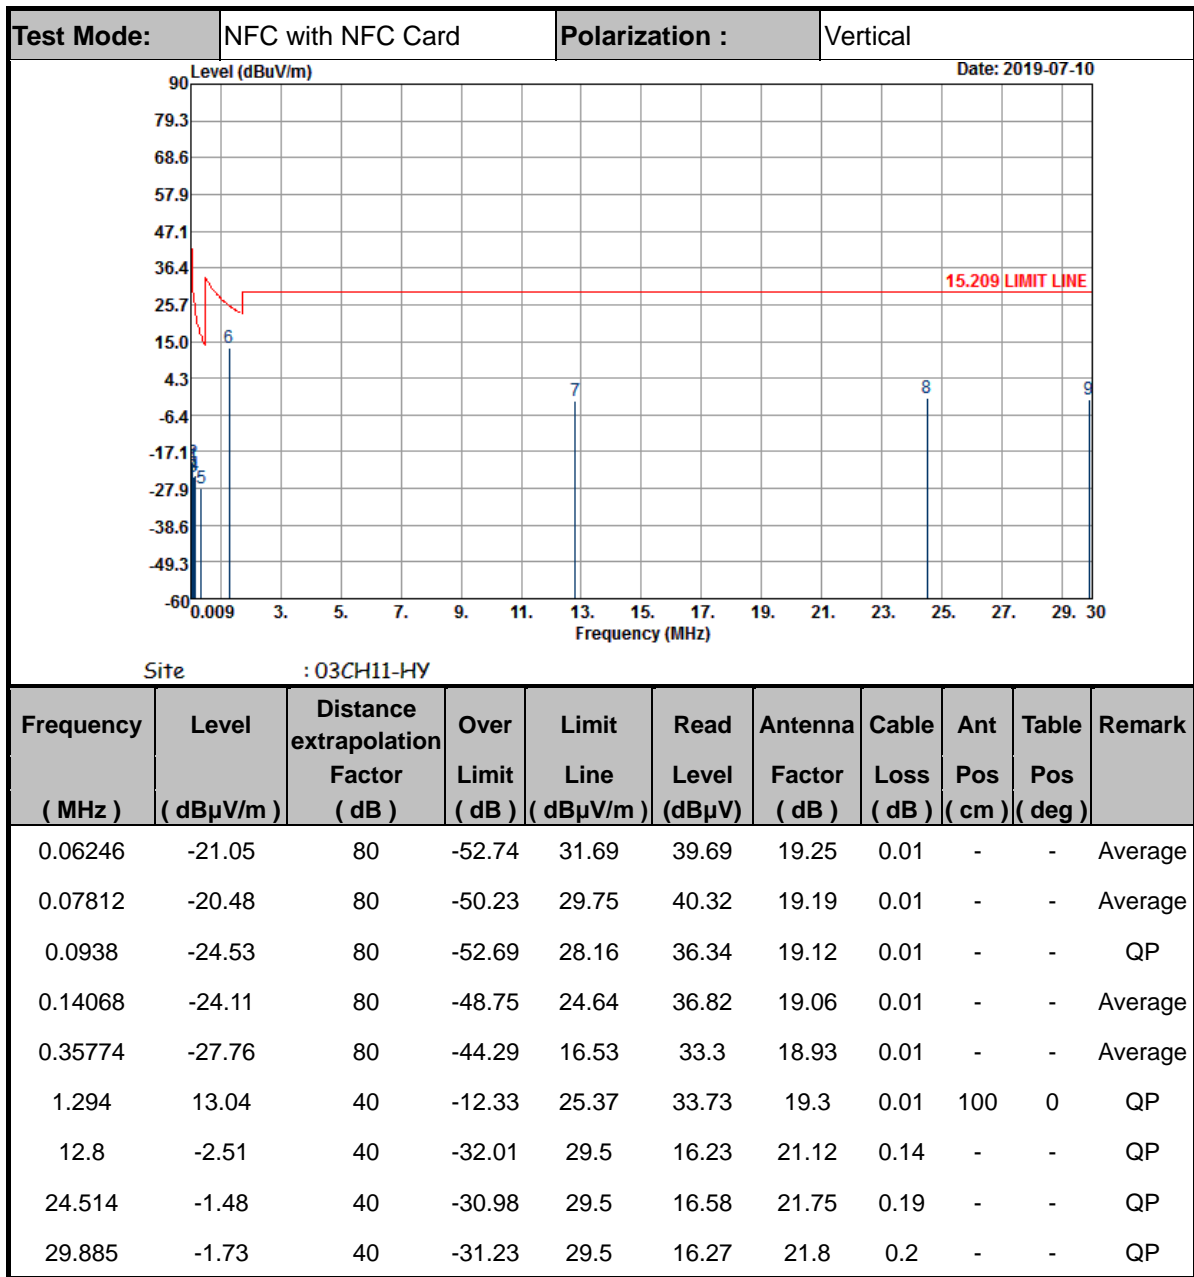 Test Mode: NFC with NFC Card Polarization : Vertical
Level (dBuV/m) Date: 2019-07-10
90
79.3
68.6
57.9
47.1
36.4
15.209 LIMIT LINE
25.7
15.0
6
4.3
7 8 9
-6.4
-17.1
5
-27.9
-38.6
-49.3
-60
0.009 3. 5. 7. 9. 11. 13. 15. 17. 19. 21. 23. 25. 27. 29. 30
Frequency (MHz)
Site : 03CH11-HY
Frequency Level Distance extrapolation Over Limit Read Antenna Cable Ant Table Remark
Factor Limit Line Level Factor Loss Pos Pos
( MHz ) ( dBµV/m ) ( dB ) ( dB ) ( dBµV/m ) (dBµV) ( dB ) ( dB ) ( cm ) ( deg )
0.06246 -21.05 80 -52.74 31.69 39.69 19.25 0.01 - - Average
0.07812 -20.48 80 -50.23 29.75 40.32 19.19 0.01 - - Average
0.0938 -24.53 80 -52.69 28.16 36.34 19.12 0.01 - - QP
0.14068 -24.11 80 -48.75 24.64 36.82 19.06 0.01 - - Average
0.35774 -27.76 80 -44.29 16.53 33.3 18.93 0.01 - - Average
1.294 13.04 40 -12.33 25.37 33.73 19.3 0.01 100 0 QP
12.8 -2.51 40 -32.01 29.5 16.23 21.12 0.14 - - QP
24.514 -1.48 40 -30.98 29.5 16.58 21.75 0.19 - - QP
29.885 -1.73 40 -31.23 29.5 16.27 21.8 0.2 - - QP